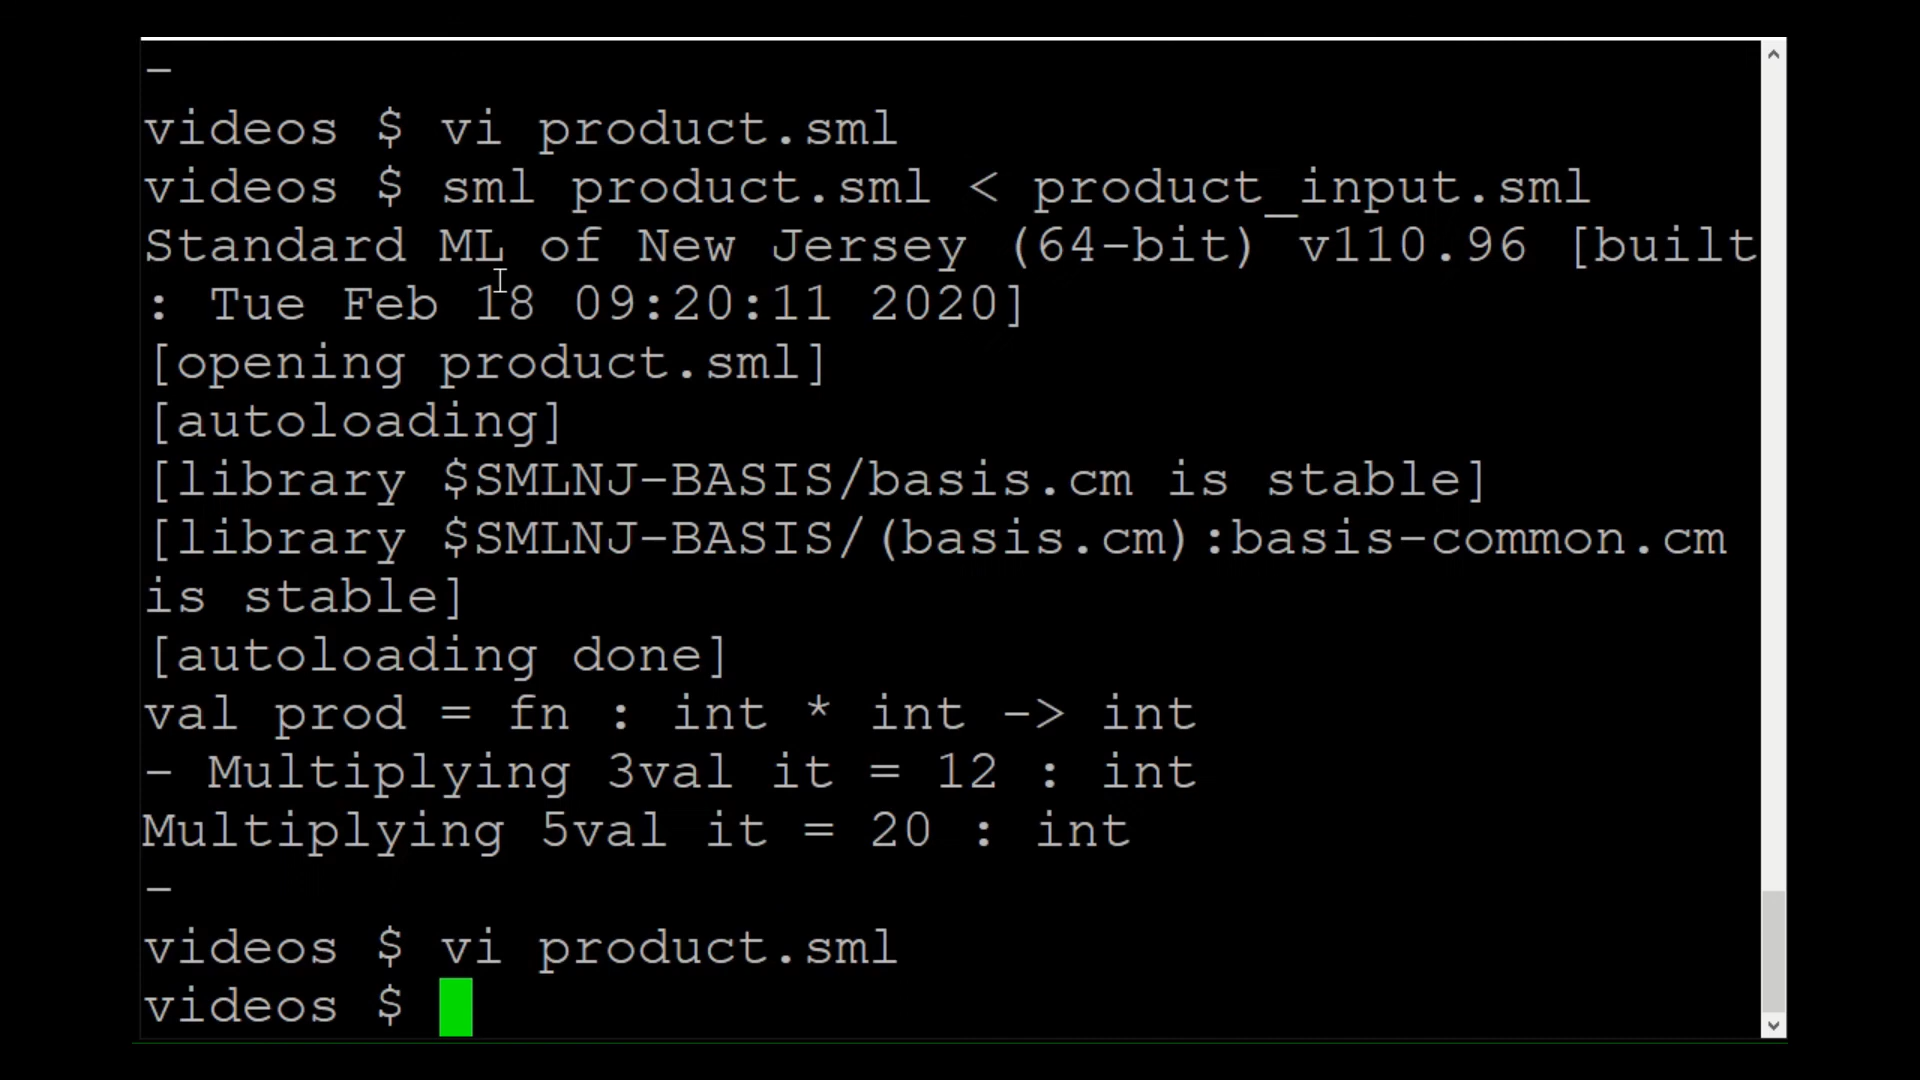 -
videos $ vi product.sml
videos $ sml product.sml < product_input.sml
Standard ML of New Jersey (64-bit) v110.96 [built
: Tue Feb 18 09:20:11 2020]
[opening product.sml]
[autoloading]
[library $SMLNJ-BASIS/basis.cm is stable]
[library $SMLNJ-BASIS/(basis.cm):basis-common.cm
is stable]
[autoloading done]
val prod = fn : int * int -> int
- Multiplying 3val it = 12 : int
Multiplying 5val it = 20 : int
-
videos $ vi product.sml
videos $